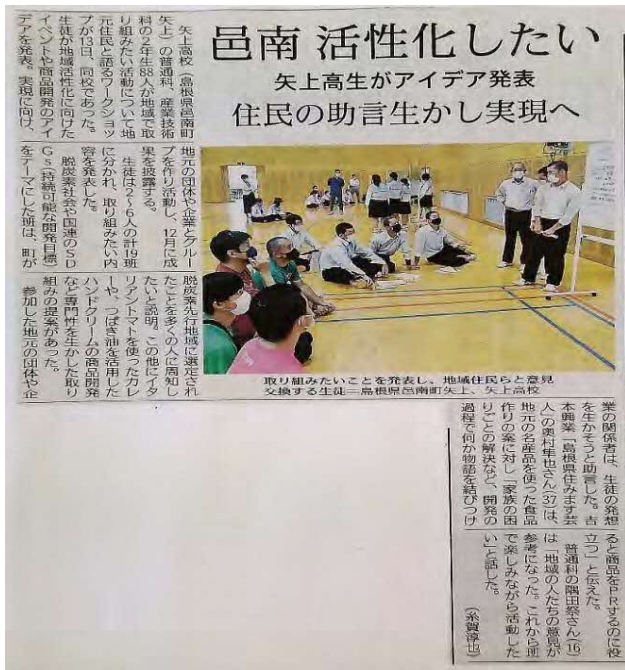 邑南 活性化したい
矢上高生がアイデア発表
住民の助言生かし実現へ
矢上高校(島根県邑南町
矢上)の普通科、産業技術
科の2年生88人が地域で取
り組みたい活動について地
元住民と語るワークショッ
プが13日、同校であった。
生徒が地域活性化に向けた
イベントや商品開発のアイ
デアを発表。実現に向け、
地元の団体や企業とグルー
プを作り活動し、12月に成
果を披露する。
生徒は2~6人の計19班
に分かれ、取り組みたい内
容を発表した。
脱炭素社会や国連のSD
Gs(持続可能な開発目標)
をテーマにした班は、町が
脱炭素先行地域に選定され
たことを多くの人に周知し
たいと説明。この他にイタ
リアントマトを使ったカレ
ーや、つばき油を活用した
ハンドクリームの商品開発
など専門性を生かした取り
組みの提案があった。
参加した地元の団体や企
取り組みたいことを発表し、地域住民らと意見
交換する生徒=島根県邑南町矢上、矢上高校
業の関係者は、生徒の発想
を生かそうと助言した。吉
本興業「島根県住みます芸
人」の奥村隼也さん(37)は、
地元の名産品を使った食品
作りの案に対し「家族の困
りごとの解決など、開発の
過程で何か物語を結びつけ
ると商品をPRするのに役
立つ」と伝えた。
普通科の隅田祭さん(16)
は「地域の人たちの意見が
参考になった。これから班
で楽しみながら活動した
い」と話した。
(糸賀淳也)